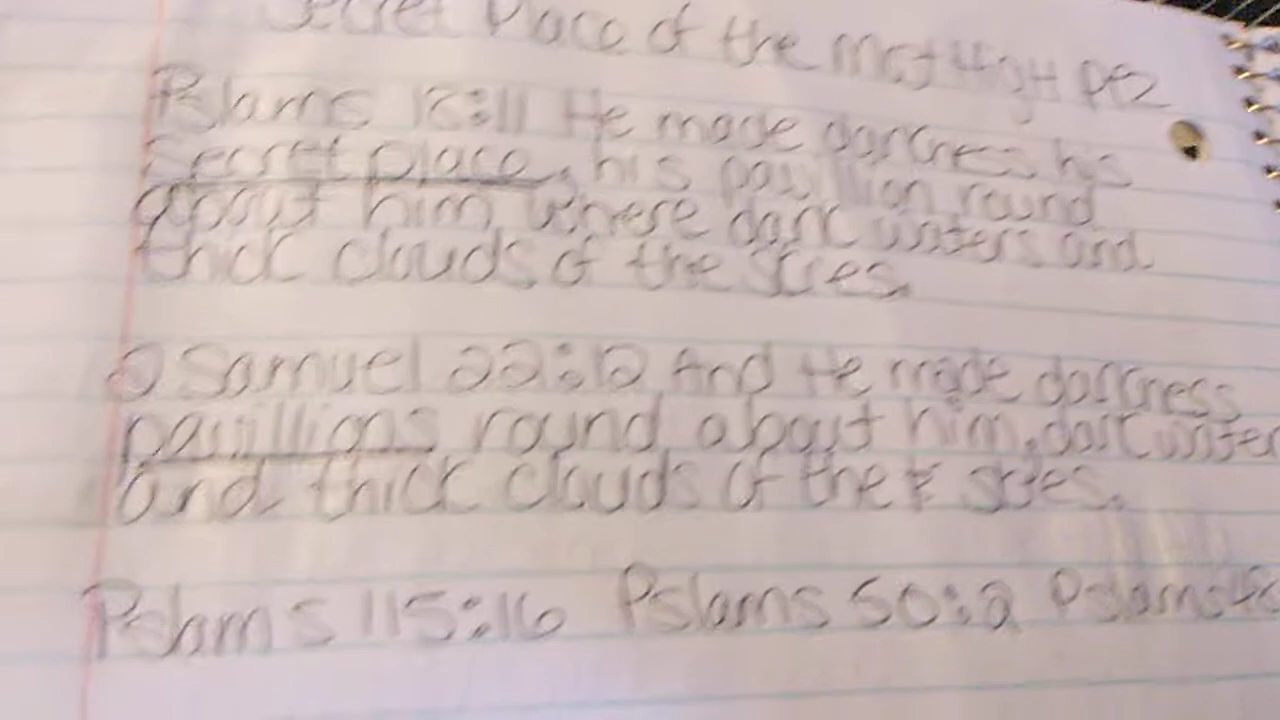 Secret Place of the Most High pt2
Pslams 18:11 He made darkness his
Secret place, his pavillion round
about him, where dark waters and
thick clouds of the skies.
2 Samuel 22:12 And He made darkness
pavillions round about him, dark water
and thick clouds of the skies.
Pslams 115:16 Pslams 50:2 Pslams